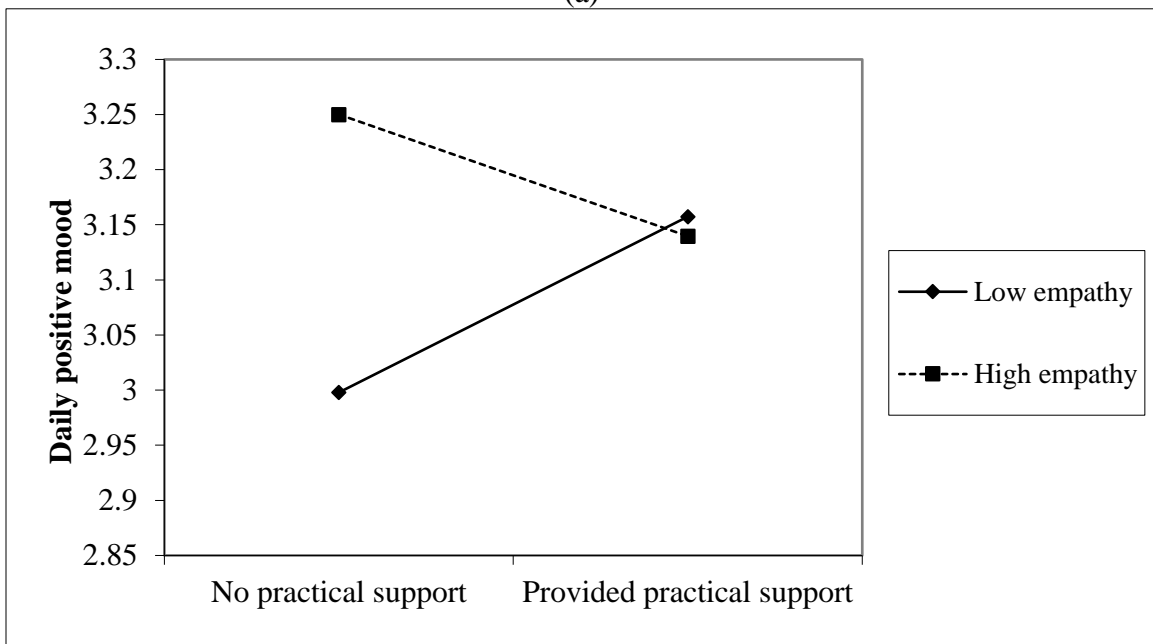 (a)
3.3
3.25
3.2
3.15
3.1
3.05
3
2.95
2.9
2.85
Daily positive mood
No practical support
Provided practical support
Low empathy
High empathy